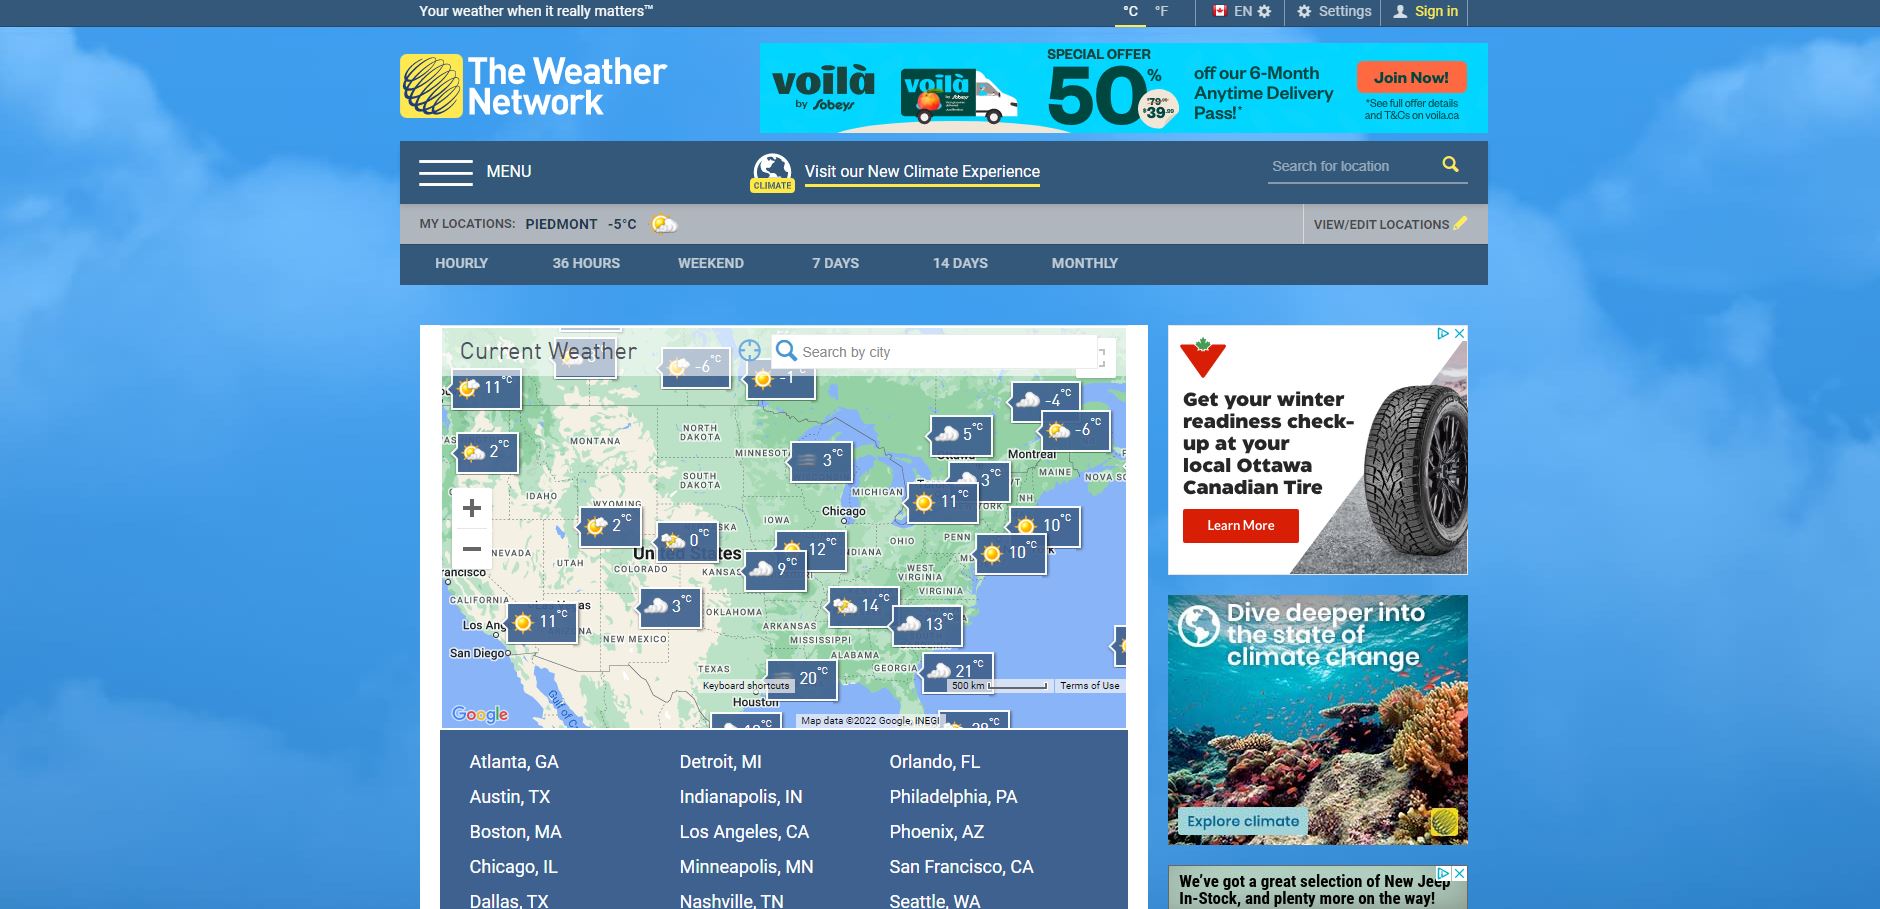 Your weather when it really matters™
°C °F EN Settings Sign in
The Weather
Network
voilà
by Sobeys
voilà
SPECIAL OFFER
50%
$79.00
$39.00
off our 6-Month
Anytime Delivery
Pass!*
Join Now!
*See full offer details
and T&Cs on voila.ca
MENU
CLIMATE
Visit our New Climate Experience
Search for location
MY LOCATIONS: PIEDMONT -5°C
VIEW/EDIT LOCATIONS
HOURLY 36 HOURS WEEKEND 7 DAYS 14 DAYS MONTHLY
Current Weather
Search by city
-6°C
-1°C
11°C
-4°C
-6°C
5°C
2°C
NORTH
DAKOTA
MONTANA
MINNESOT
3°C
Montreal
MAINE
NOVA SC
SOUTH
DAKOTA
3°C
VT
NH
MICHIGAN
11°C
IDAHO
WYOMING
2°C
Chicago
IOWA
10°C
0°C
United States
12°C
OHIO
PENN
10°C
NEVADA
UTAH
COLORADO
KANSAS
9°C
DIANA
WEST
VIRGINIA
VIRGINIA
rancisco
CALIFORNIA
Los Ang
11°C
3°C
OKLAHOMA
14°C
ARKANSAS
13°C
NEW MEXICO
MISSISSIPPI
San Diego
ALABAMA
TEXAS
GEORGIA
21°C
20°C
Keyboard shortcuts
500 km
Terms of Use
Houston
Gulf of C
Google
Map data ©2022 Google, INEGI
Atlanta, GA Detroit, MI Orlando, FL
Austin, TX Indianapolis, IN Philadelphia, PA
Boston, MA Los Angeles, CA Phoenix, AZ
Chicago, IL Minneapolis, MN San Francisco, CA
Dallas, TX Nashville, TN Seattle, WA
Get your winter
readiness check-
up at your
local Ottawa
Canadian Tire
Learn More
Dive deeper into
the state of
climate change
Explore climate
We've got a great selection of New Jeep
In-Stock, and plenty more on the way!